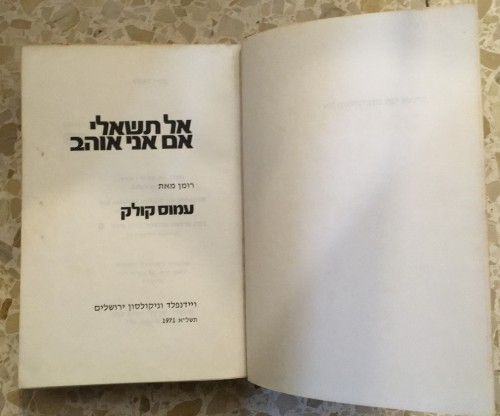 אל תשאלי
אם אני אוהב
רומן מאת
עמוס קולק
ויידנפלד וניקולסון ירושלים
תשל״א 1971